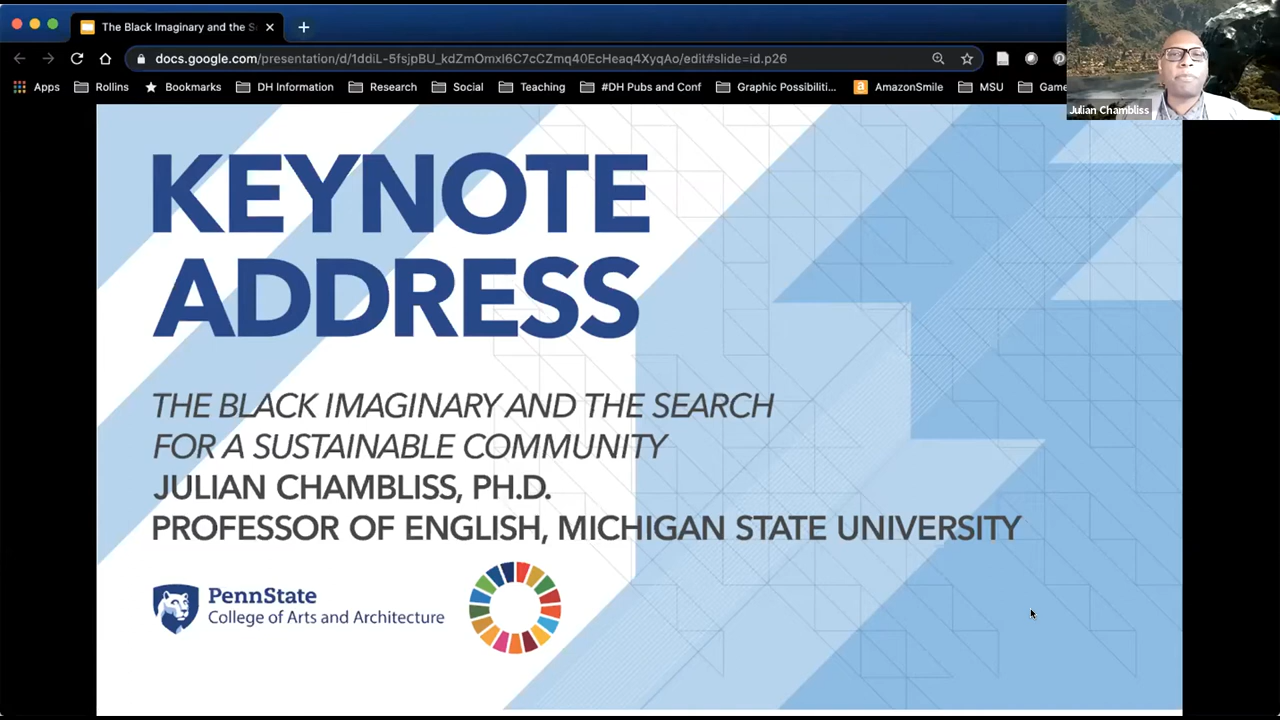 The Black Imaginary and the S
docs.google.com/presentation/d/1ddiL-5fsjpBU_kdZmOmxl6C7cCZmq40EcHeaq4XyqAo/edit#slide=id.p26
Apps Rollins Bookmarks DH Information Research Social Teaching #DH Pubs and Conf Graphic Possibiliti... AmazonSmile MSU Game
Julian Chambliss
KEYNOTE
ADDRESS
THE BLACK IMAGINARY AND THE SEARCH
FOR A SUSTAINABLE COMMUNITY
JULIAN CHAMBLISS, PH.D.
PROFESSOR OF ENGLISH, MICHIGAN STATE UNIVERSITY
PennState
College of Arts and Architecture